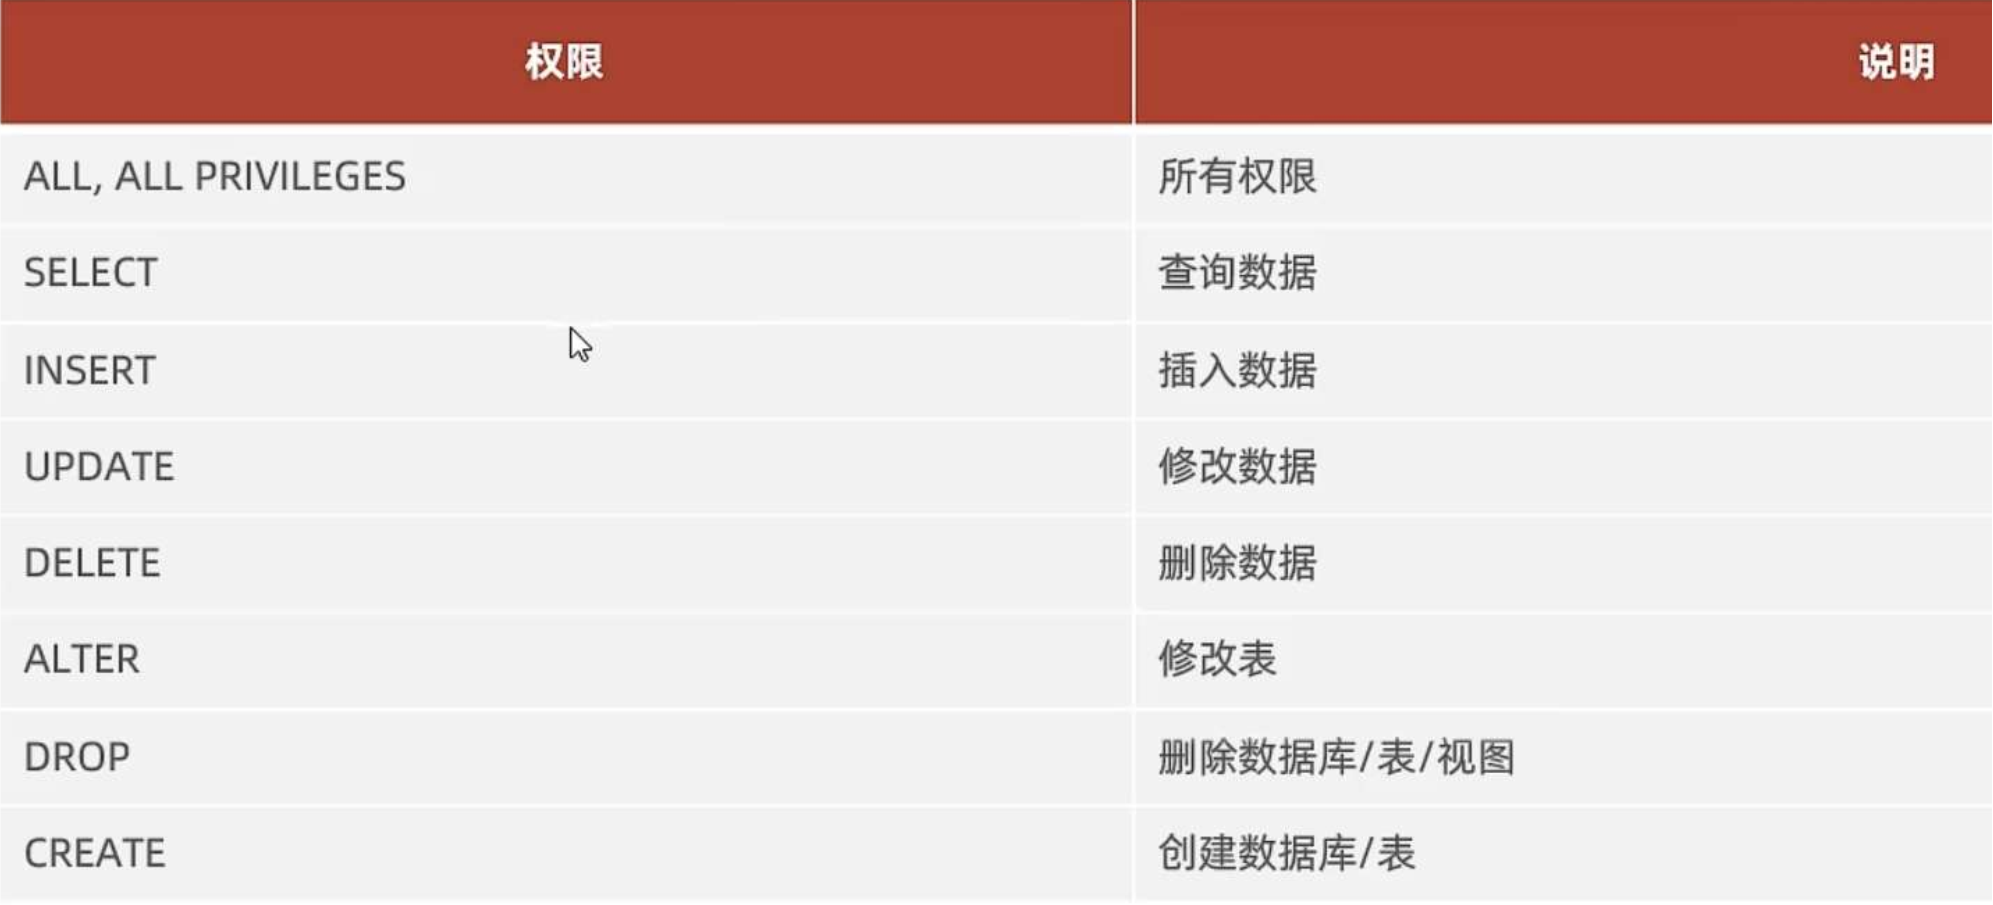 权限 说明
ALL, ALL PRIVILEGES 所有权限
SELECT 查询数据
INSERT 插入数据
UPDATE 修改数据
DELETE 删除数据
ALTER 修改表
DROP 删除数据库/表/视图
CREATE 创建数据库/表